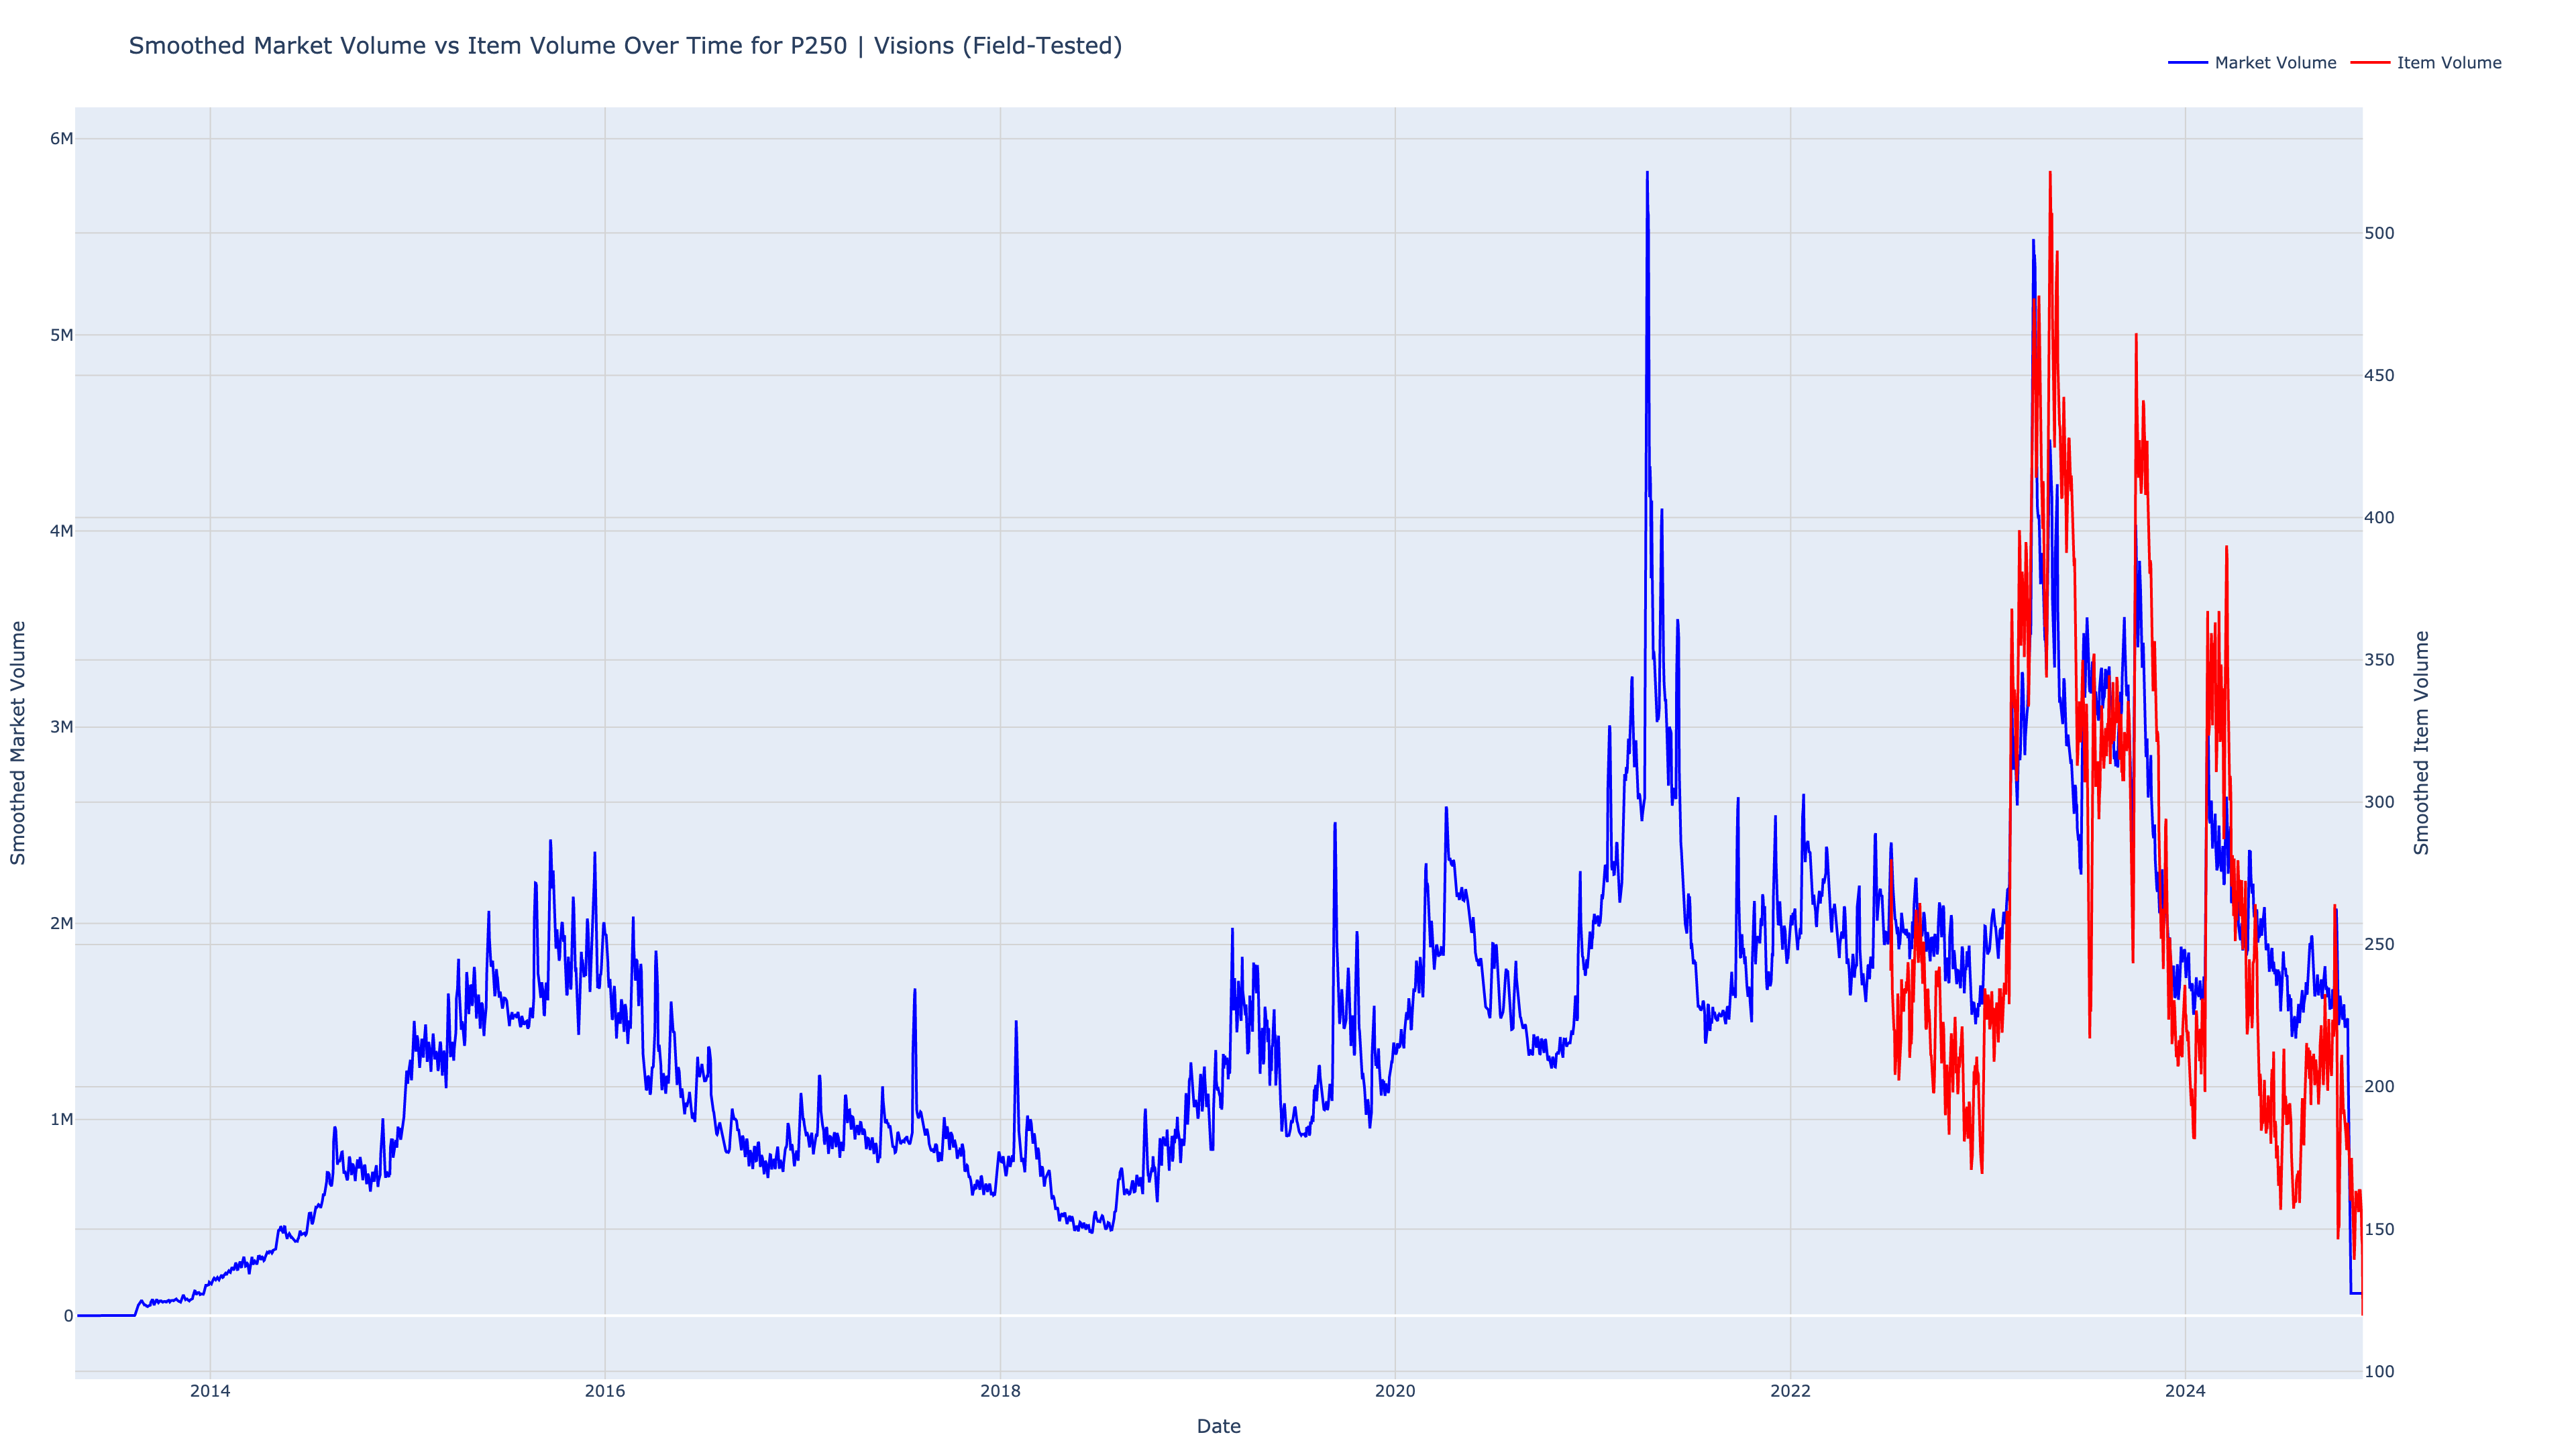 Smoothed Market Volume vs Item Volume Over Time for P250 | Visions (Field-Tested)
Market Volume
Item Volume
6M
5M
4M
3M
2M
1M
0
Smoothed Market Volume
500
450
400
350
300
250
200
150
100
Smoothed Item Volume
2014
2016
2018
2020
2022
2024
Date